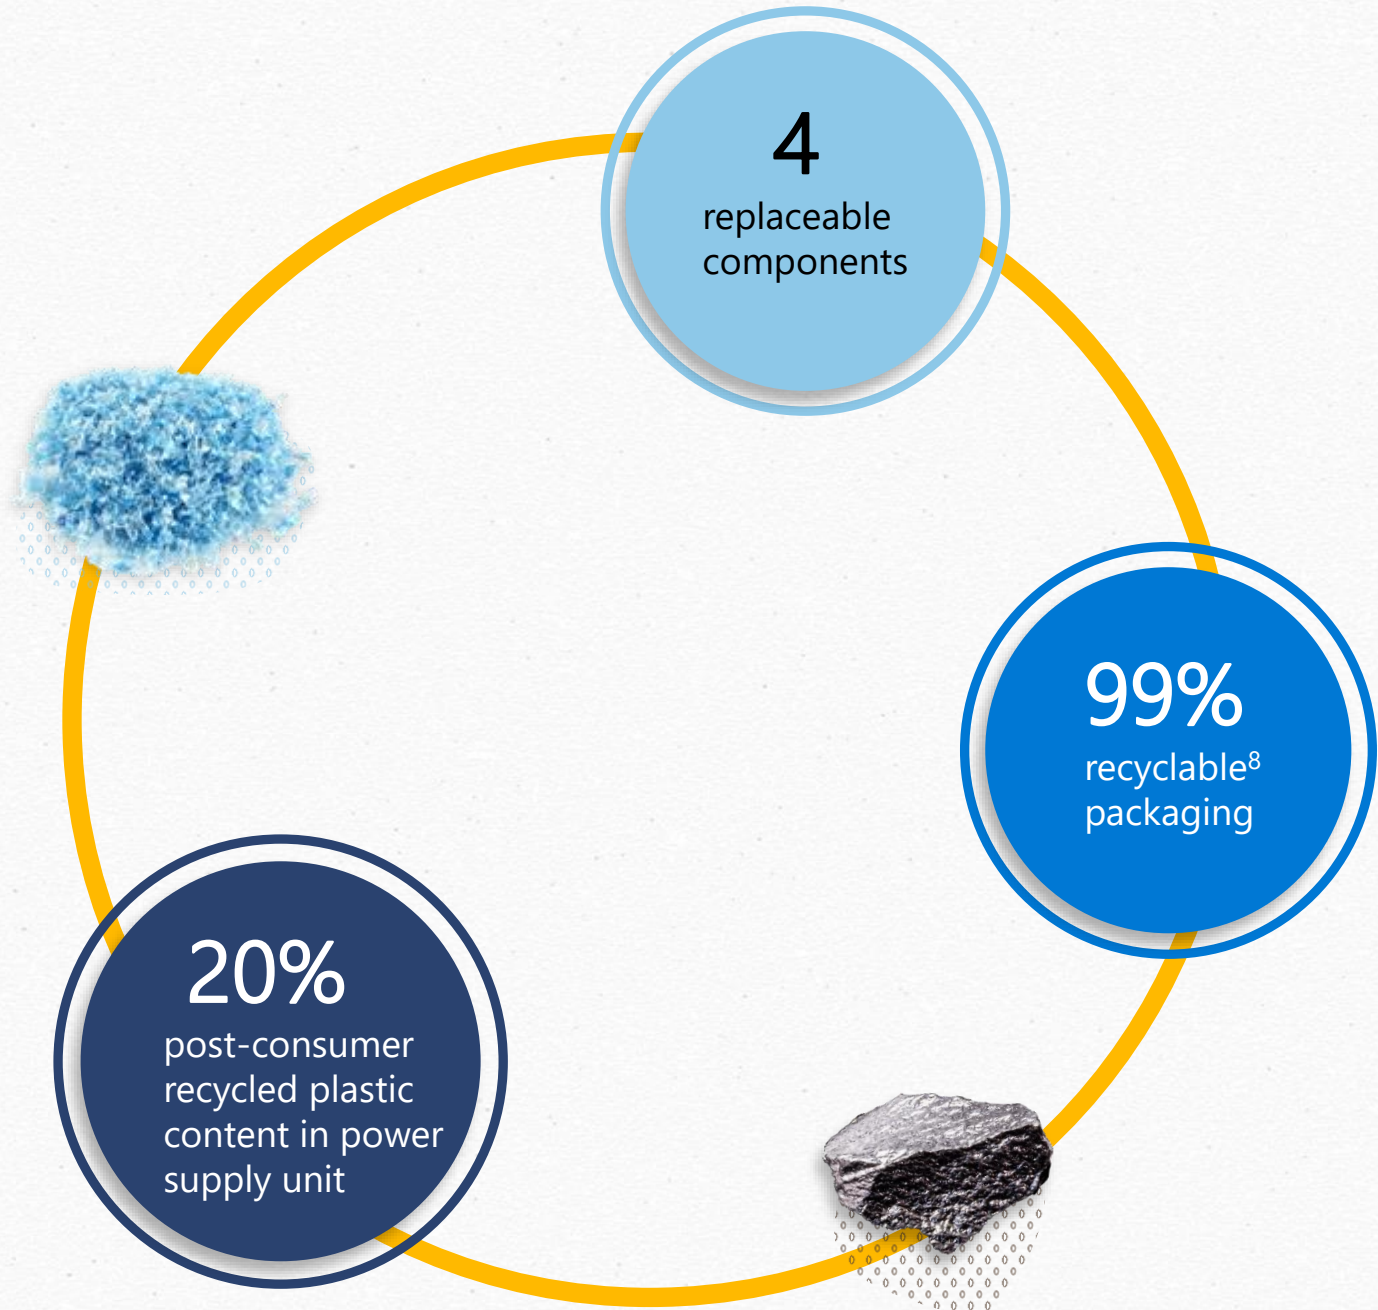 4
replaceable
components
99%
recyclable⁸
packaging
20%
post-consumer
recycled plastic
content in power
supply unit